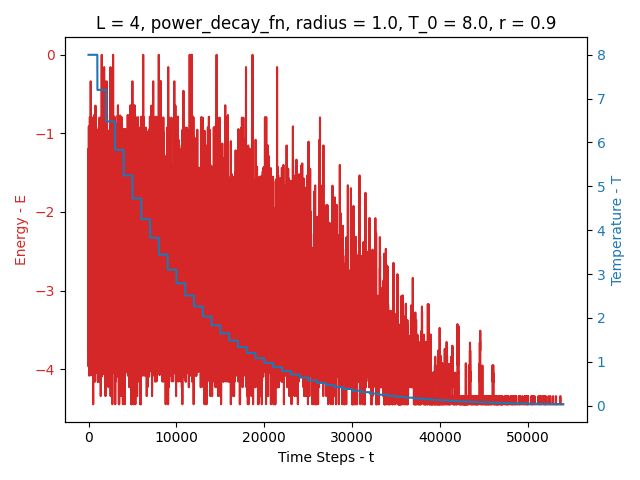 L = 4, power_decay_fn, radius = 1.0, T_0 = 8.0, r = 0.9
0
−1
−2
−3
−4
Energy - E
8
7
6
5
4
3
2
1
0
Temperature - T
0 10000 20000 30000 40000 50000
Time Steps - t